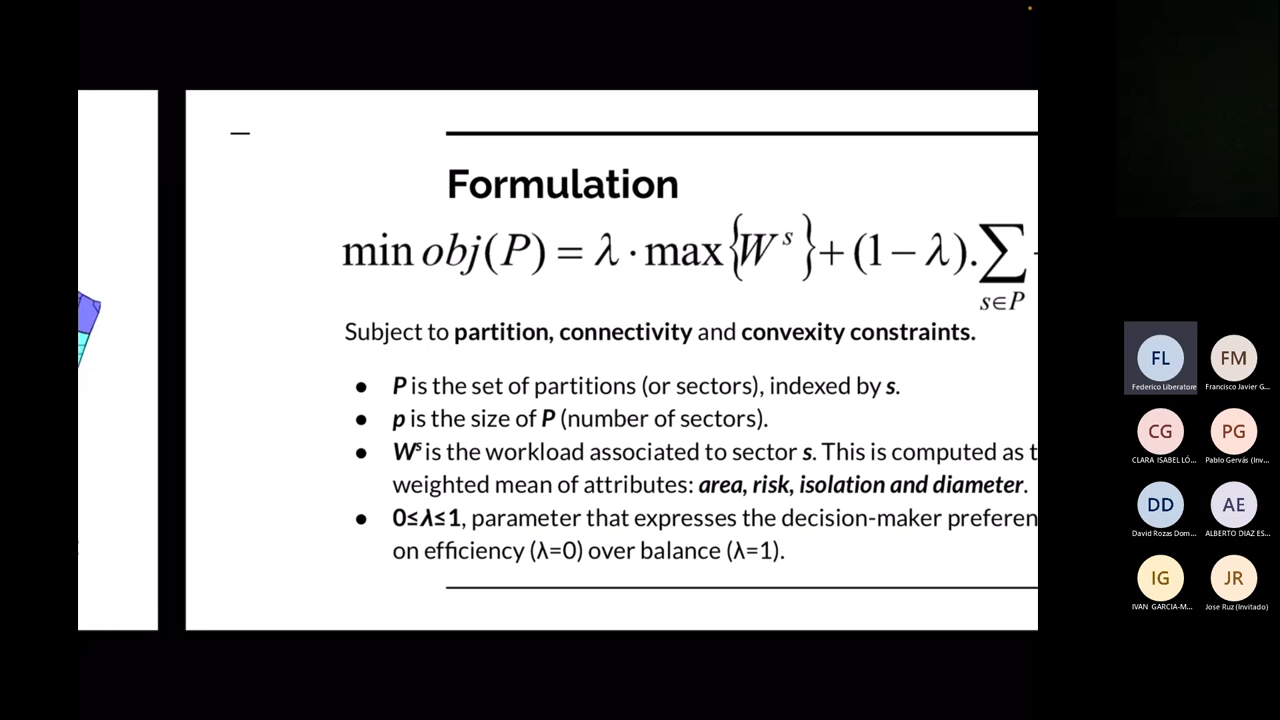 Formulation
min obj(P) = λ · max{W^s} + (1 − λ). ∑
s∈P
Subject to partition, connectivity and convexity constraints.
● P is the set of partitions (or sectors), indexed by s.
● p is the size of P (number of sectors).
● W^s is the workload associated to sector s. This is computed as t
weighted mean of attributes: area, risk, isolation and diameter.
● 0≤λ≤1, parameter that expresses the decision-maker preferen
on efficiency (λ=0) over balance (λ=1).
FL FM
Federico Liberatore Francisco Javier G...
CG PG
CLARA ISABEL LÓ... Pablo Gervás (Inv...
DD AE
David Rozas Dom... ALBERTO DIAZ ES...
IG JR
IVAN GARCIA-M... Jose Ruz (Invitado)